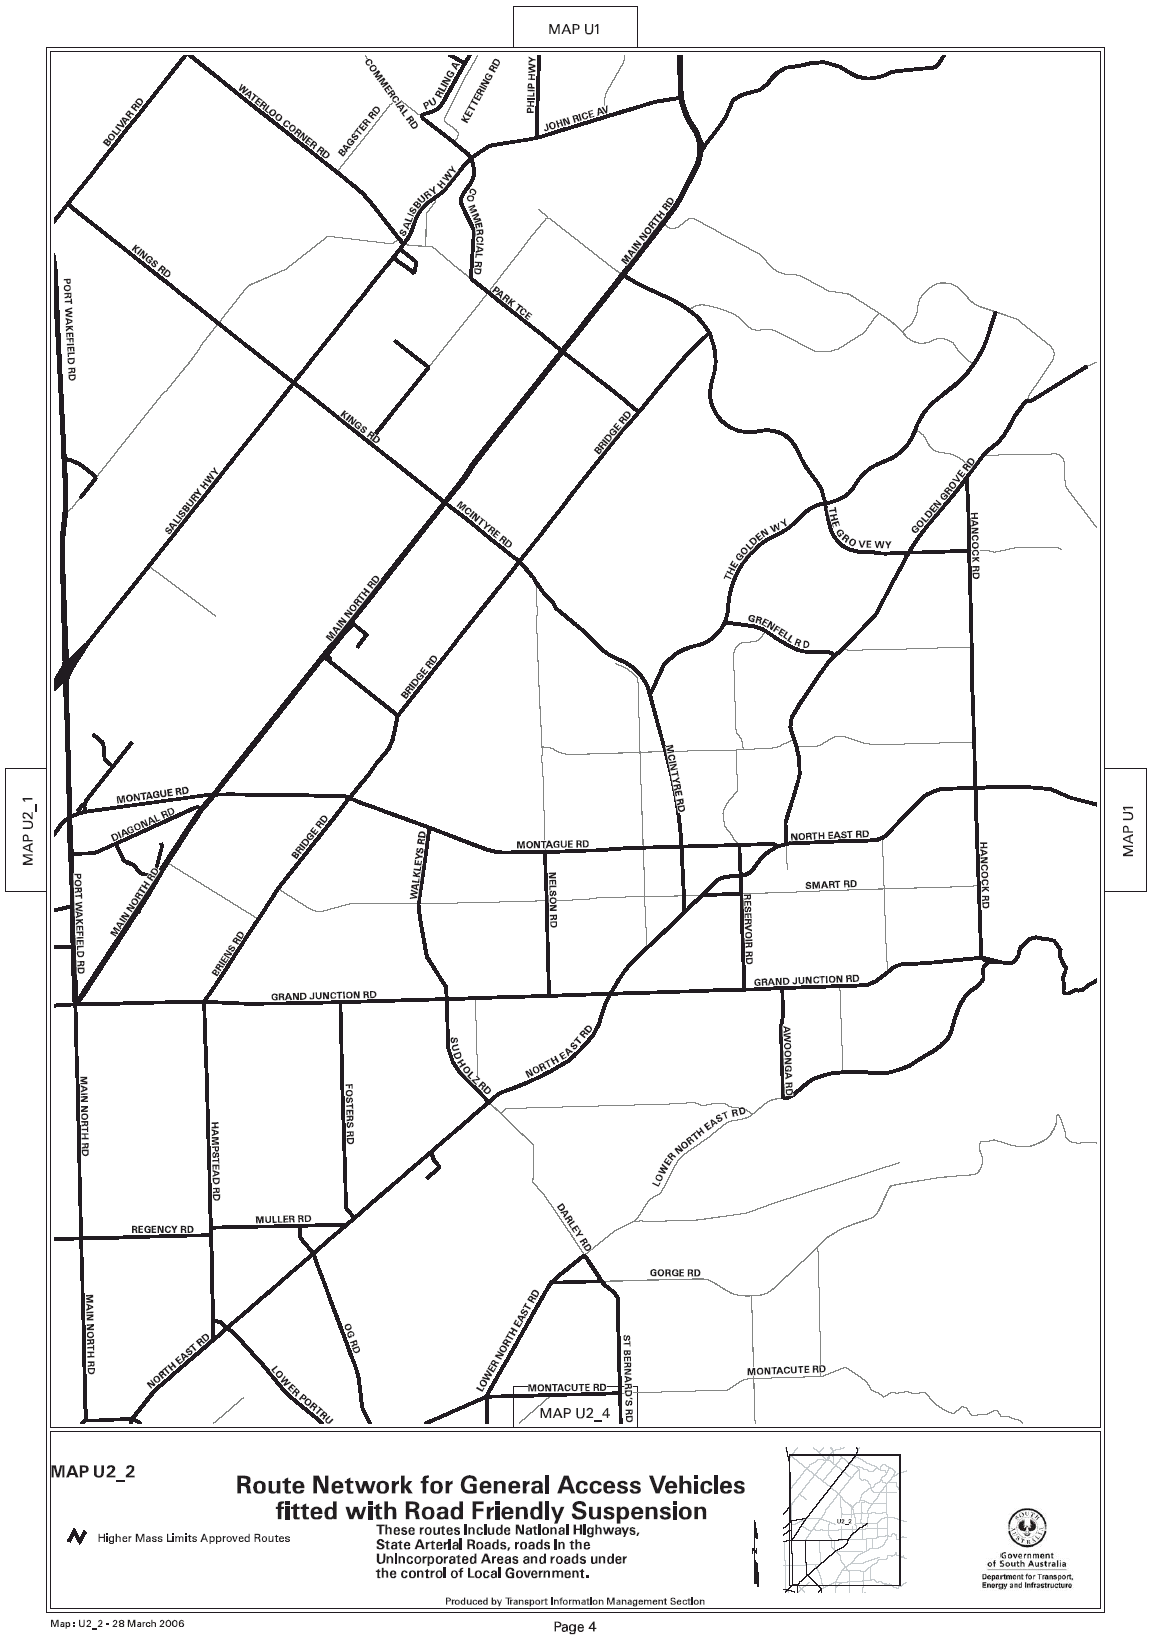 MAP U1
COMMERCIAL RD
PURLING A
KETTERING RD
PHILIP HWY
BOLIVAR RD
WATERLOO CORNER RD
BAGSTER RD
JOHN RICE AV
SALISBURY HWY
COMMERCIAL RD
MAIN NORTH RD
KINGS RD
PORT WAKEFIELD RD
PARK TCE
KINGS RD
BRIDGE RD
SALISBURY HWY
MCINTYRE RD
GOLDEN GROVE RD
THE GOLDEN WY
THE GROVE WY
HANCOCK RD
MAIN NORTH RD
GRENFELL RD
BRIDGE RD
MCINTYRE RD
MAP U2_1
MAP U1
MONTAGUE RD
DIAGONAL RD
BRIDGE RD
WALKLEYS RD
MONTAGUE RD
NORTH EAST RD
HANCOCK RD
NELSON RD
SMART RD
RESERVOIR RD
MAIN NORTH RD
PORT WAKEFIELD RD
BRIENS RD
GRAND JUNCTION RD
GRAND JUNCTION RD
SUDHOLZ RD
NORTH EAST RD
AWOONGA RD
MAIN NORTH RD
FOSTERS RD
HAMPSTEAD RD
LOWER NORTH EAST RD
REGENCY RD
MULLER RD
DARLEY RD
GORGE RD
MAIN NORTH RD
NORTH EAST RD
OG RD
LOWER PORTRU
LOWER NORTH EAST RD
ST BERNARD'S RD
MONTACUTE RD
MONTACUTE RD
MAP U2_4
MAP U2_2
Route Network for General Access Vehicles
fitted with Road Friendly Suspension
Higher Mass Limits Approved Routes
These routes Include National Highways,
State Arterial Roads, roads in the
Unincorporated Areas and roads under
the control of Local Government.
N
U2_2
SOUTH AUSTRALIA
Government
of South Australia
Department for Transport,
Energy and Infrastructure
Produced by Transport Information Management Section
Map : U2_2 - 28 March 2006
Page 4